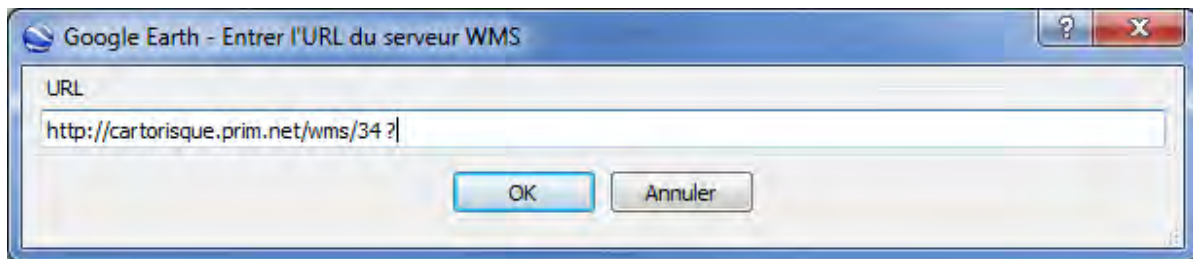 Google Earth - Entrer l'URL du serveur WMS
URL
http://cartorisque.prim.net/wms/34 ?
OK
Annuler